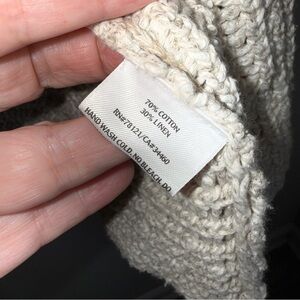 70% COTTON
30% LINEN
RN#78121/CA#34460
HAND WASH COLD. NO BLEACH. DO